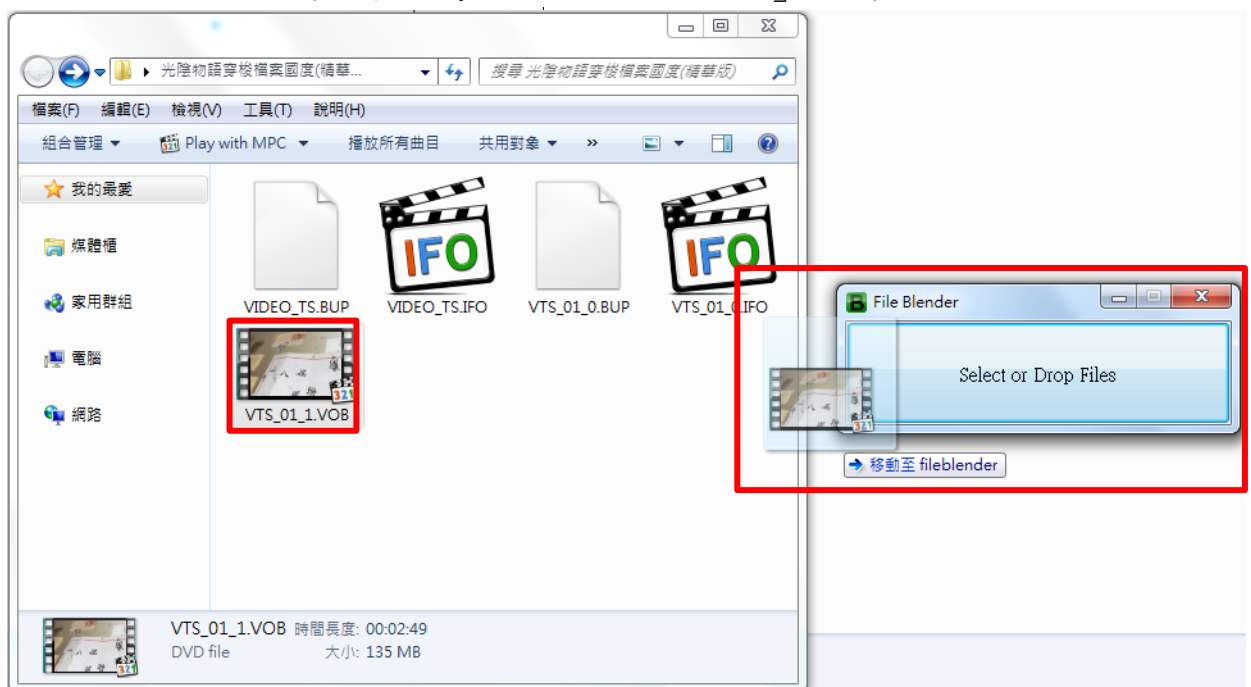 光陰物語穿梭檔案國度(精華...
搜尋 光陰物語穿梭檔案國度(精華版)
檔案(F) 編輯(E) 檢視(V) 工具(T) 說明(H)
組合管理 Play with MPC 播放所有曲目 共用對象 »
我的最愛
媒體櫃
家用群組
電腦
網路
IFO
IFO
VIDEO_TS.BUP VIDEO_TS.IFO VTS_01_0.BUP VTS_01_0.IFO
321
VTS_01_1.VOB
File Blender
Select or Drop Files
321
移動至 fileblender
VTS_01_1.VOB 時間長度: 00:02:49
DVD file 大小: 135 MB
321